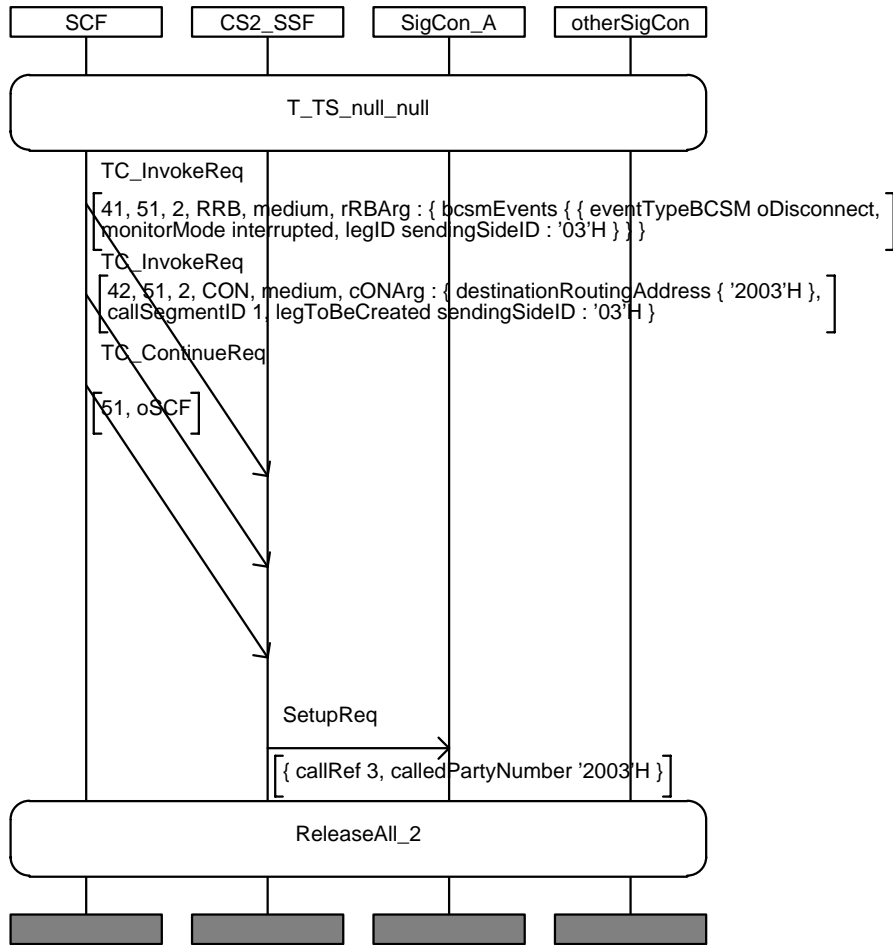 SCF CS2_SSF SigCon_A otherSigCon
T_TS_null_null
TC_InvokeReq
41, 51, 2, RRB, medium, rRBArg : { bcsmEvents { { eventTypeBCSM oDisconnect,
monitorMode interrupted, legID sendingSideID : ’03’H } } }
TC_InvokeReq
42, 51, 2, CON, medium, cONArg : { destinationRoutingAddress { ’2003’H },
callSegmentID 1, legToBeCreated sendingSideID : ’03’H }
TC_ContinueReq
51, oSCF
SetupReq
{ callRef 3, calledPartyNumber ’2003’H }
ReleaseAll_2